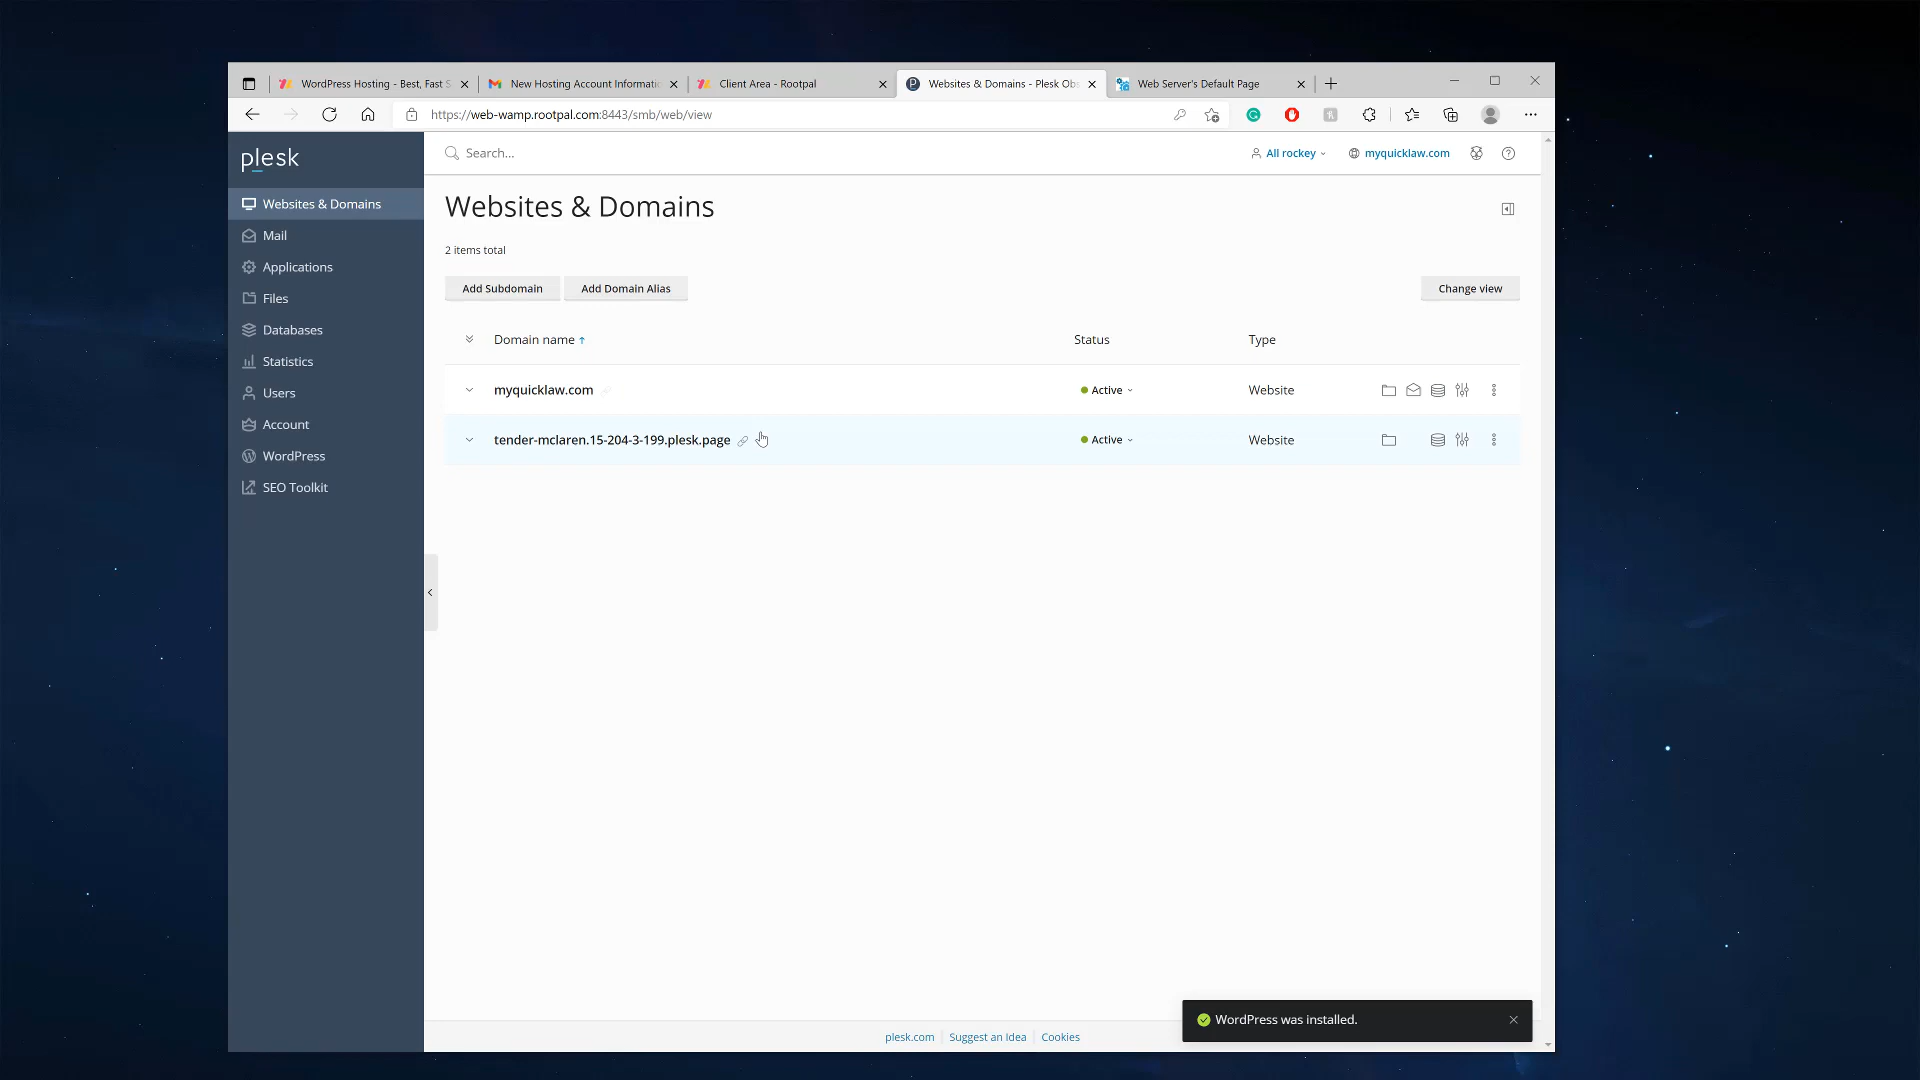 WordPress Hosting - Best, Fast S
New Hosting Account Informatio
Client Area - Rootpal
Websites & Domains - Plesk Obs
Web Server's Default Page
https://web-wamp.rootpal.com:8443/smb/web/view
plesk
Search...
All rockey
myquicklaw.com
Websites & Domains
Mail
Applications
Files
Databases
Statistics
Users
Account
WordPress
SEO Toolkit
Websites & Domains
2 items total
Add Subdomain
Add Domain Alias
Change view
Domain name ↑
Status
Type
myquicklaw.com
Active
Website
tender-mclaren.15-204-3-199.plesk.page
Active
Website
plesk.com
Suggest an Idea
Cookies
WordPress was installed.